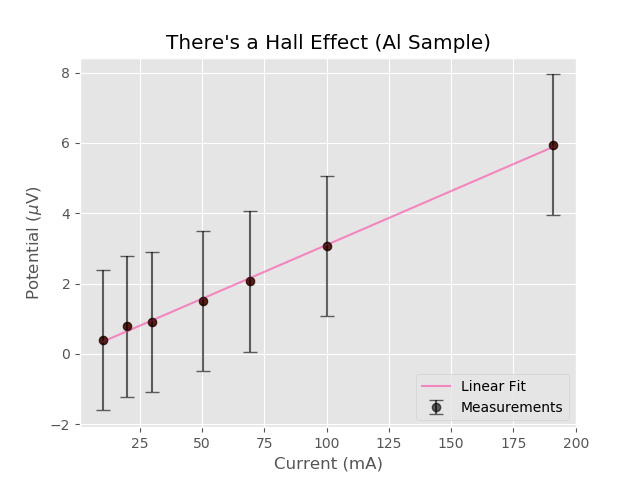 There's a Hall Effect (Al Sample)
8
6
4
2
0
−2
Potential (μV)
25 50 75 100 125 150 175 200
Current (mA)
Linear Fit
Measurements